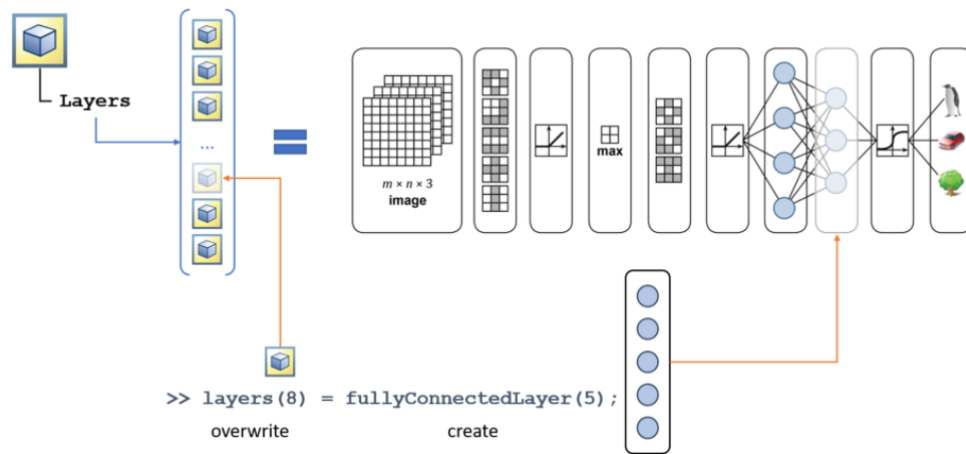 Layers
...
m × n × 3
image
max
>> layers(8) = fullyConnectedLayer(5);
overwrite
create